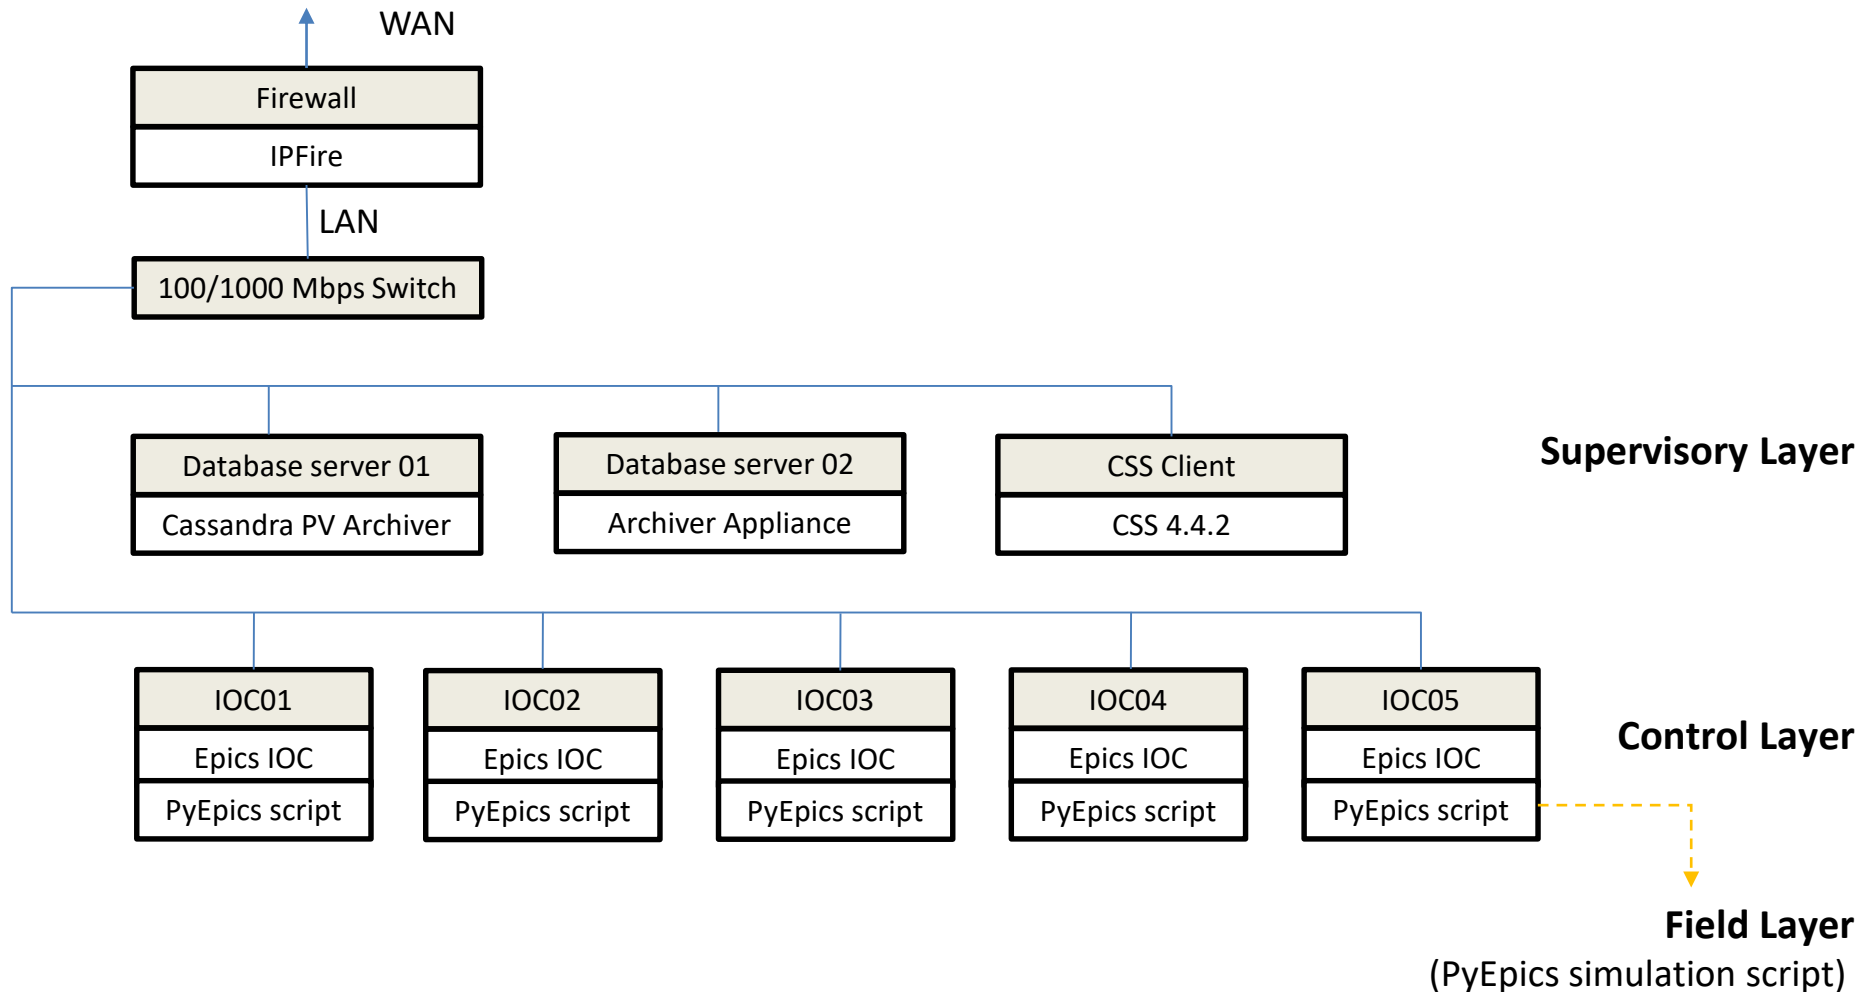 WAN
Firewall
IPFire
LAN
100/1000 Mbps Switch
Database server 01
Cassandra PV Archiver
Database server 02
Archiver Appliance
CSS Client
CSS 4.4.2
Supervisory Layer
IOC01
Epics IOC
PyEpics script
IOC02
Epics IOC
PyEpics script
IOC03
Epics IOC
PyEpics script
IOC04
Epics IOC
PyEpics script
IOC05
Epics IOC
PyEpics script
Control Layer
Field Layer
(PyEpics simulation script)